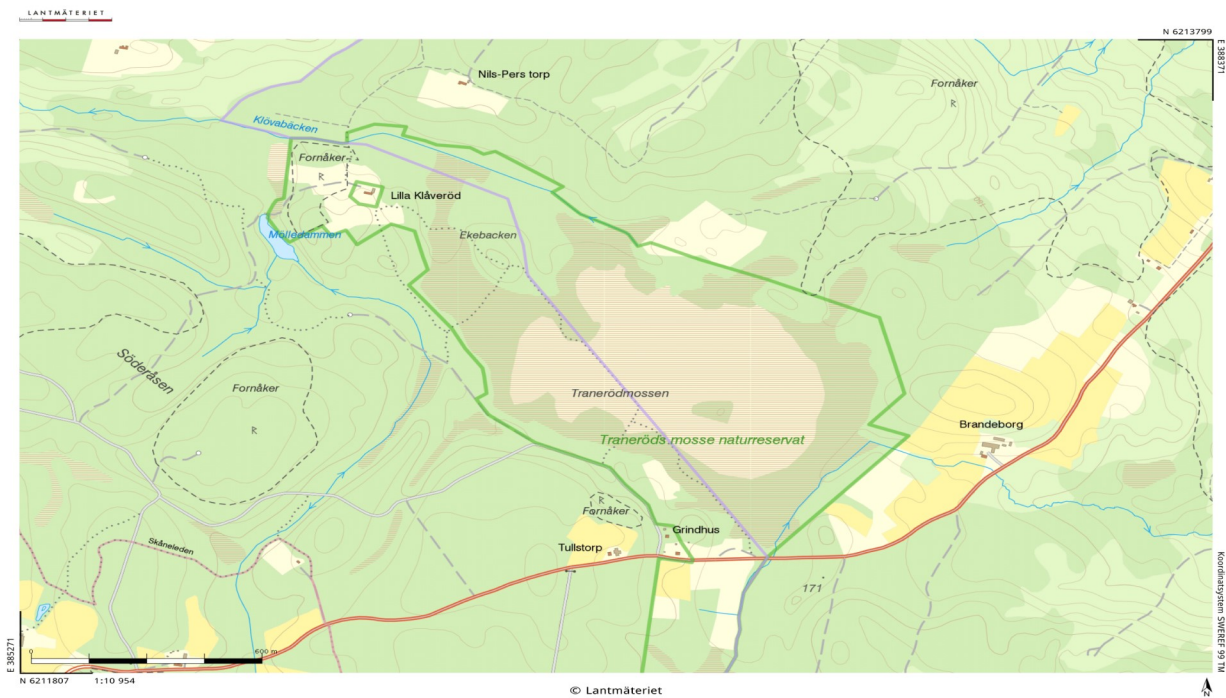 LANTMÄTERIET
N 6213799
E 388371
Nils-Pers torp
Fornåker
R
Klövabäcken
Fornåker
R
Lilla Klåveröd
Mölledammen
Ekebacken
Söderåsen
Fornåker
R
Tranerödmossen
Traneröds mosse naturreservat
Brandeborg
R
Fornåker
Grindhus
Tullstorp
Skåneleden
171
Koordinatsystem SWEREF 99 TM
E 385271
0
600 m
N 6211807
1:10 954
© Lantmäteriet
N